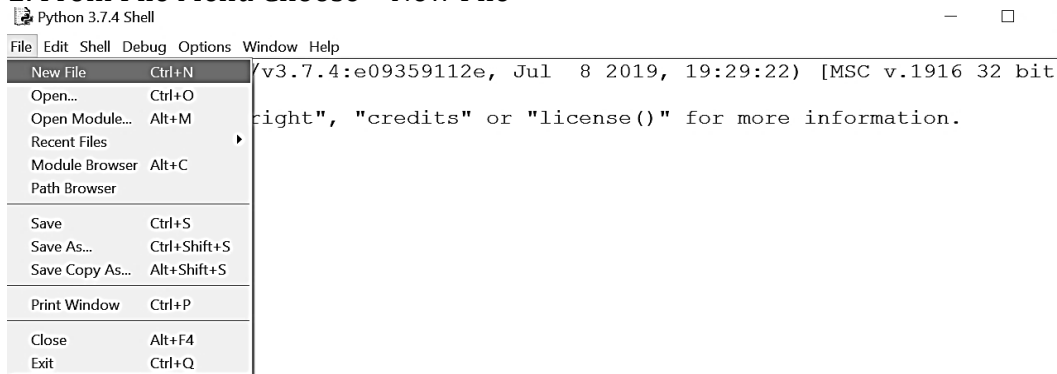 Python 3.7.4 Shell
File Edit Shell Debug Options Window Help
New File Ctrl+N
/v3.7.4:e09359112e, Jul 8 2019, 19:29:22) [MSC v.1916 32 bit
Open... Ctrl+O
Open Module... Alt+M
right", "credits" or "license()" for more information.
Recent Files
Module Browser Alt+C
Path Browser
Save Ctrl+S
Save As... Ctrl+Shift+S
Save Copy As... Alt+Shift+S
Print Window Ctrl+P
Close Alt+F4
Exit Ctrl+Q